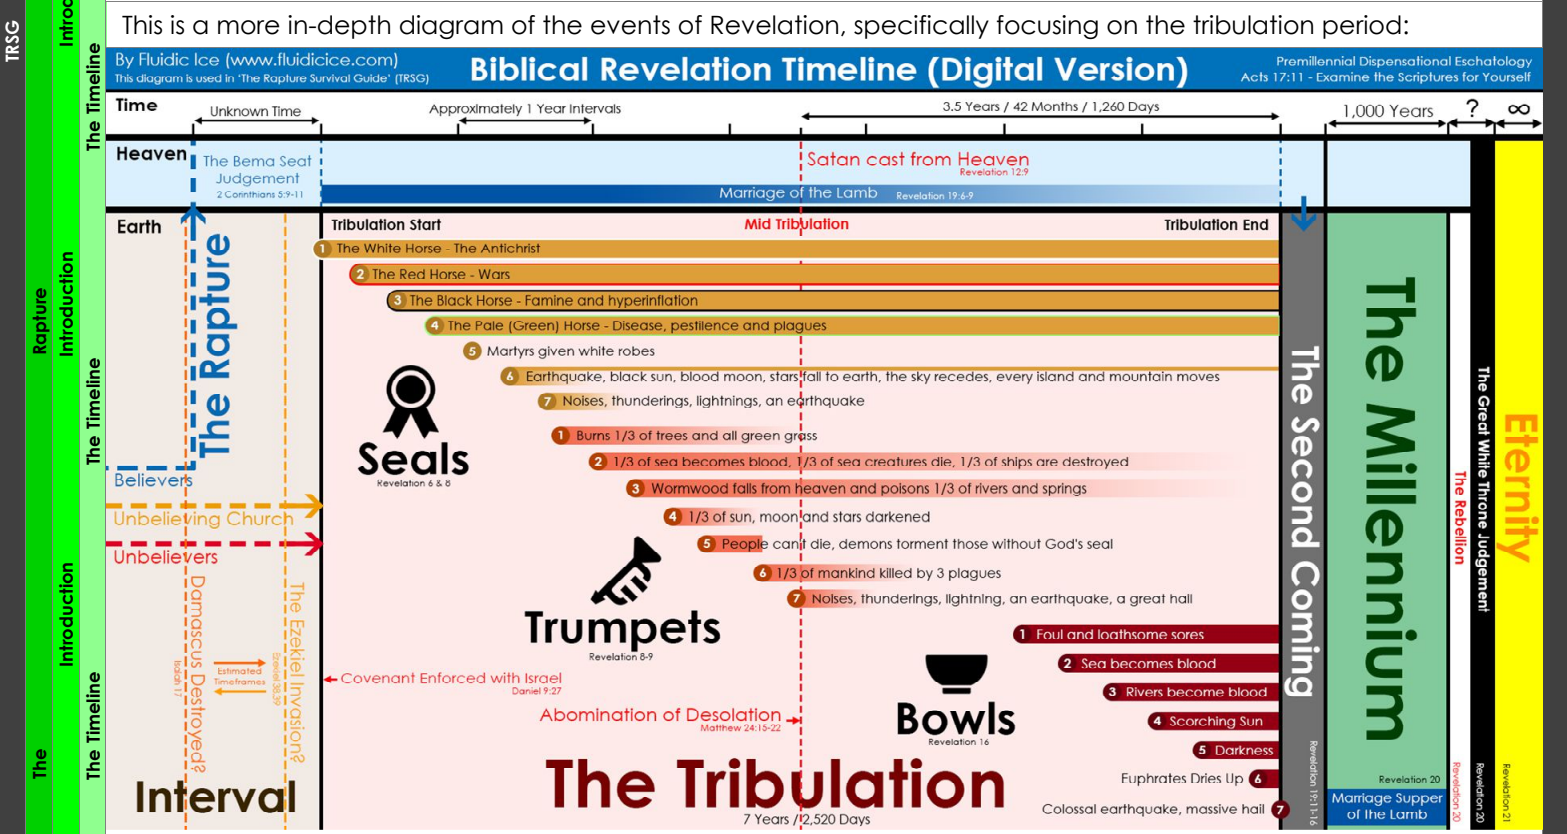 This is a more in-depth diagram of the events of Revelation, specifically focusing on the tribulation period:
TRSG
Introd
The Timeline
Rapture
Introduction
The Timeline
Introduction
The
The Timeline
By Fluidic Ice (www.fluidicice.com)
This diagram is used in 'The Rapture Survival Guide' (TRSG)
Biblical Revelation Timeline (Digital Version)
Premillennial Dispensational Eschatology
Acts 17:11 - Examine the Scriptures for Yourself
Time
Unknown Time
Approximately 1 Year Intervals
3.5 Years / 42 Months / 1,260 Days
1,000 Years
?
∞
Heaven
The Bema Seat
Judgement
2 Corinthians 5:9-11
Satan cast from Heaven
Revelation 12:9
Marriage of the Lamb Revelation 19:6-9
Earth
Tribulation Start
Mid Tribulation
Tribulation End
The Rapture
1 The White Horse - The Antichrist
2 The Red Horse - Wars
3 The Black Horse - Famine and hyperinflation
4 The Pale (Green) Horse - Disease, pestilence and plagues
5 Martyrs given white robes
6 Earthquake, black sun, blood moon, stars fall to earth, the sky recedes, every island and mountain moves
7 Noises, thunderings, lightnings, an earthquake
Seals
Revelation 6 & 8
1 Burns 1/3 of trees and all green grass
2 1/3 of sea becomes blood, 1/3 of sea creatures die, 1/3 of ships are destroyed
3 Wormwood falls from heaven and poisons 1/3 of rivers and springs
4 1/3 of sun, moon and stars darkened
5 People can't die, demons torment those without God's seal
6 1/3 of mankind killed by 3 plagues
7 Noises, thunderings, lightning, an earthquake, a great hail
Trumpets
Revelation 8-9
1 Foul and loathsome sores
2 Sea becomes blood
3 Rivers become blood
4 Scorching Sun
5 Darkness
Euphrates Dries Up 6
Colossal earthquake, massive hail 7
Bowls
Revelation 16
Believers
Unbelieving Church
Unbelievers
Isaiah 17
Damascus Destroyed?
Estimated
Timeframes
Ezekiel 38-39
The Ezekiel Invasion?
Interval
Covenant Enforced with Israel
Daniel 9:27
Abomination of Desolation
Matthew 24:15-22
The Tribulation
7 Years / 2,520 Days
The Second Coming
Revelation 19:11-16
The Millennium
Revelation 20
Marriage Supper
of the Lamb
The Rebellion
Revelation 20
The Great White Throne Judgement
Revelation 20
Eternity
Revelation 21